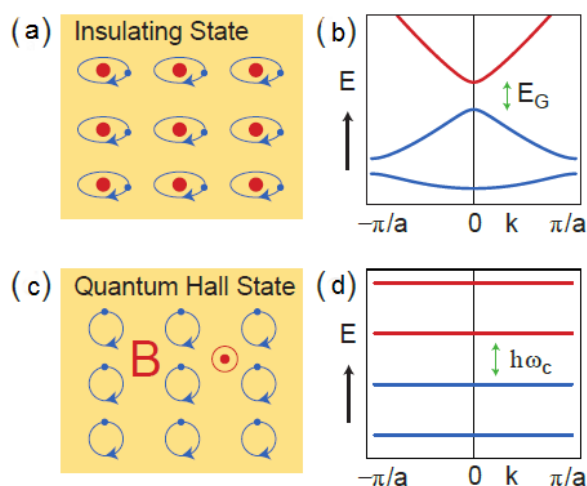 (a)
Insulating State
(b)
E
E_G
−π/a 0 k π/a
(c)
Quantum Hall State
B
(d)
E
hω_c
−π/a 0 k π/a